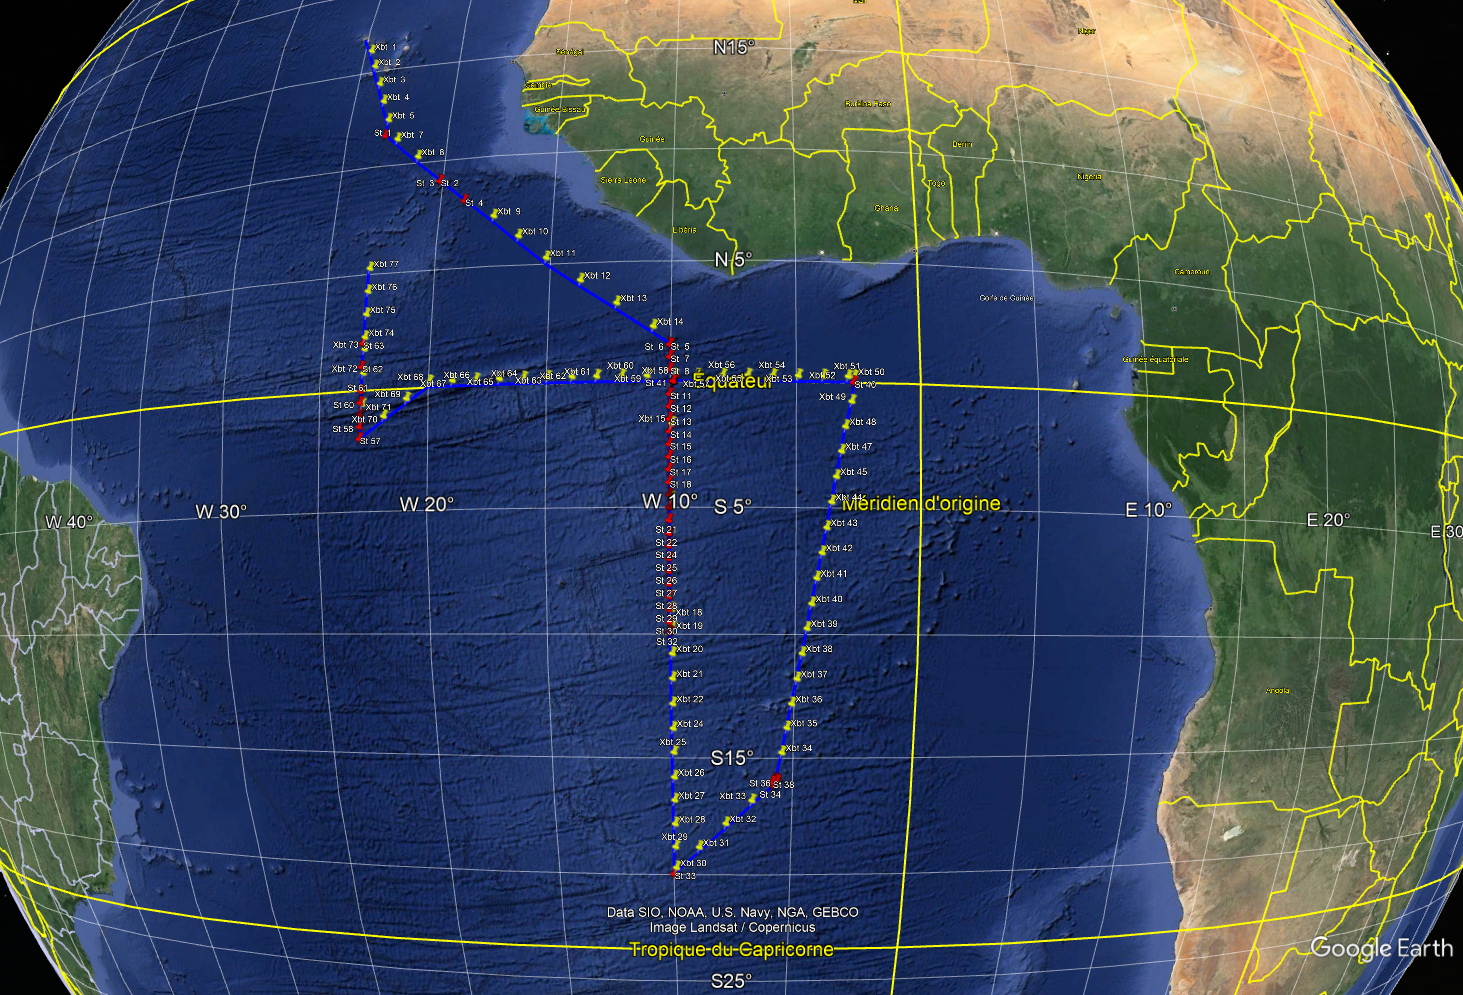 Niger
Xbt 1
N15°
Sénégal
Xbt 2
Xbt 3
Gambie
Xbt 4
Burkina Faso
Guinée Bissau
Xbt 5
St 1
Xbt 7
Guinée
Bénin
Xbt 8
Nigéria
St 3
St 2
Sierra Leone
Togo
St 4
Ghana
Xbt 9
Xbt 10
Libéria
Xbt 11
N 5°
Xbt 77
Cameroun
Xbt 12
Xbt 76
Xbt 13
Golfe de Guinée
Xbt 75
Xbt 14
Xbt 74
Xbt 73
St 63
St 6
St 5
St 7
Guinée équatoriale
Xbt 72
St 62
Xbt 60
Xbt 58
St 8
Xbt 56
Xbt 54
Xbt 51
Xbt 50
Xbt 68
Xbt 66
Xbt 64
Xbt 62
Xbt 61
Xbt 59
Xbt 53
Xbt 52
Xbt 67
Xbt 65
Xbt 63
St 41
Équateur
St 61
Xbt 69
St 11
Xbt 49
St 60
Xbt 71
St 12
Xbt 70
Xbt 15
St 13
Xbt 48
St 57
St 14
St 15
Xbt 47
St 16
St 17
Xbt 45
St 18
W 40°
W 30°
W 20°
W 10°
S 5°
Xbt 44
Méridien d'origine
E 10°
E 20°
E 30
St 21
Xbt 43
St 22
Xbt 42
St 24
St 25
Xbt 41
St 26
St 27
Xbt 40
St 28
Xbt 18
St 29
Xbt 19
Xbt 39
St 30
St 32
Xbt 20
Xbt 38
Xbt 21
Xbt 37
Angola
Xbt 22
Xbt 36
Xbt 24
Xbt 35
Xbt 25
Xbt 34
S15°
Xbt 26
St 36
St 38
Xbt 27
Xbt 33
St 34
Xbt 28
Xbt 32
Xbt 29
Xbt 31
Xbt 30
St 33
Data SIO, NOAA, U.S. Navy, NGA, GEBCO
Image Landsat / Copernicus
Tropique du Capricorne
Google Earth
S25°